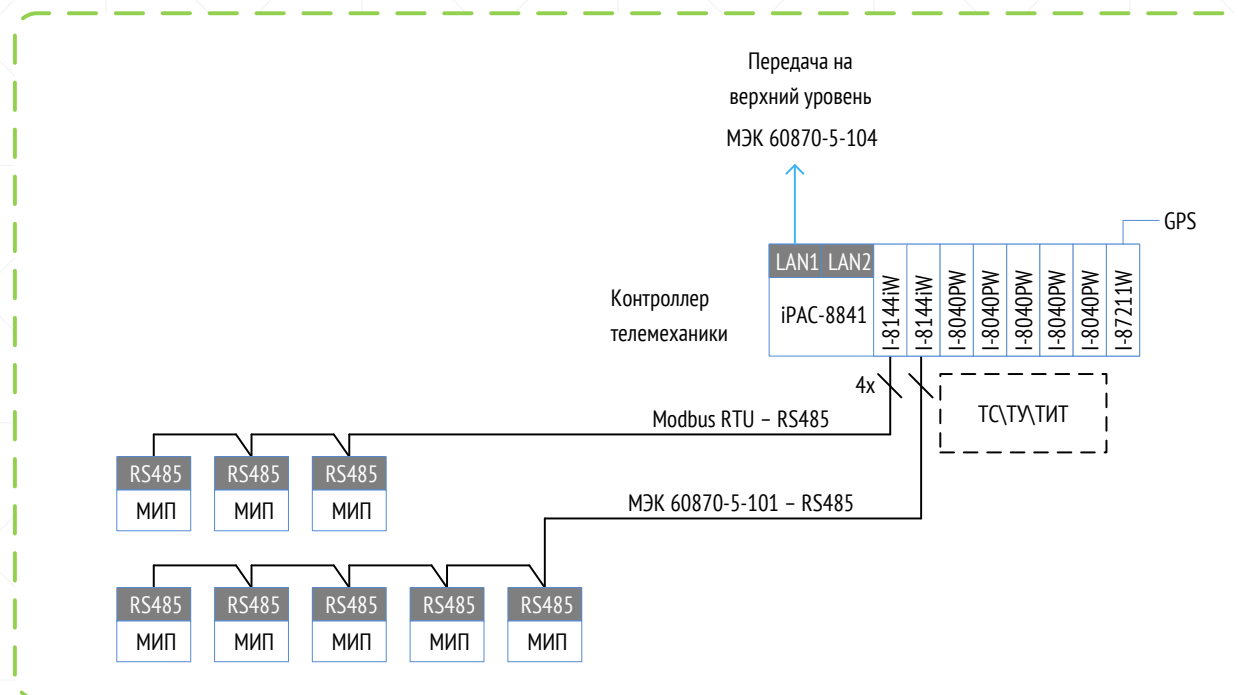 Передача на
верхний уровень
МЭК 60870-5-104
GPS
LAN1 LAN2
iPAC-8841
I-8144iW
I-8144iW
I-8040PW
I-8040PW
I-8040PW
I-8040PW
I-8040PW
I-87211W
Контроллер
телемеханики
4x
ТС\ТУ\ТИТ
Modbus RTU – RS485
RS485
RS485
RS485
МИП
МИП
МИП
МЭК 60870-5-101 – RS485
RS485
RS485
RS485
RS485
RS485
МИП
МИП
МИП
МИП
МИП